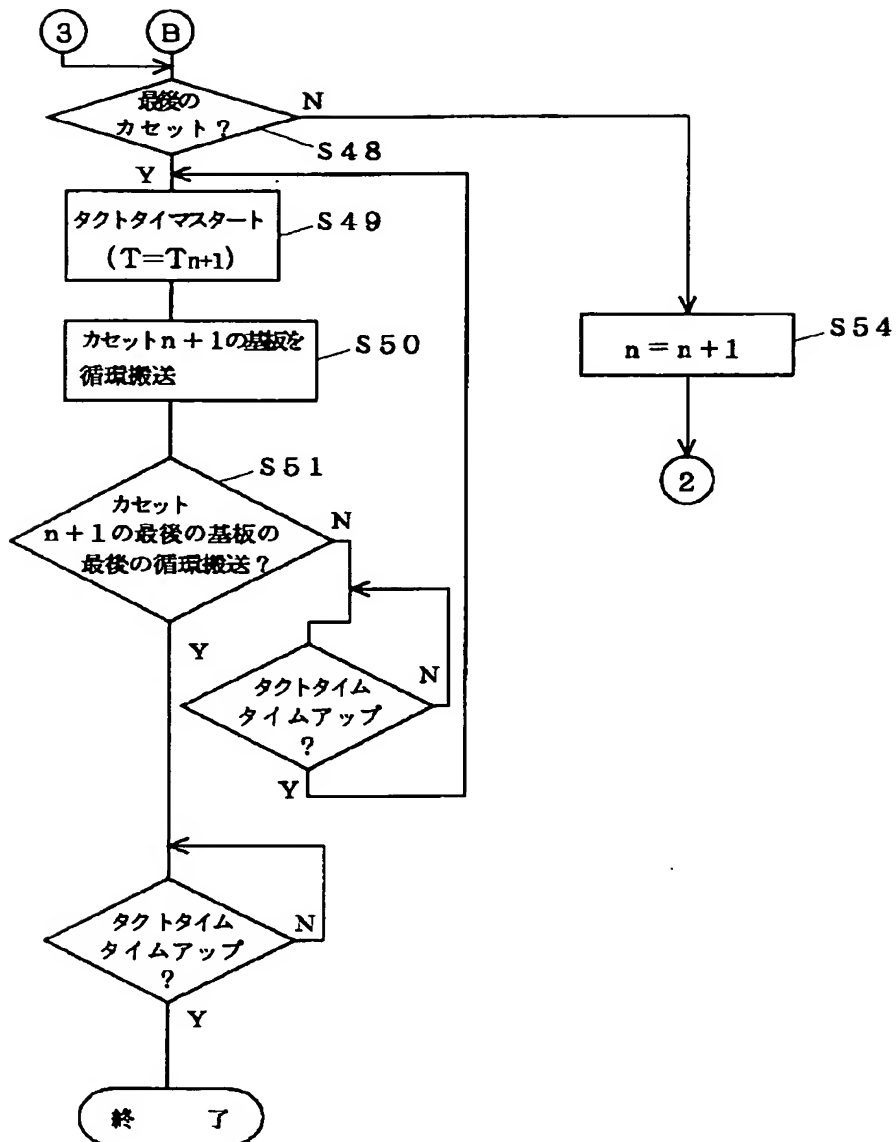 3 B
最後の
カセット？
N
S48
Y
タクトタイマスタート
(T=Tn+1)
S49
カセットn+1の基板を
循環搬送
S50
n=n+1
S54
2
S51
カセット
n+1の最後の基板の
最後の循環搬送？
N
Y
タクトタイム
タイムアップ
？
N
Y
タクトタイム
タイムアップ
？
N
Y
終 了